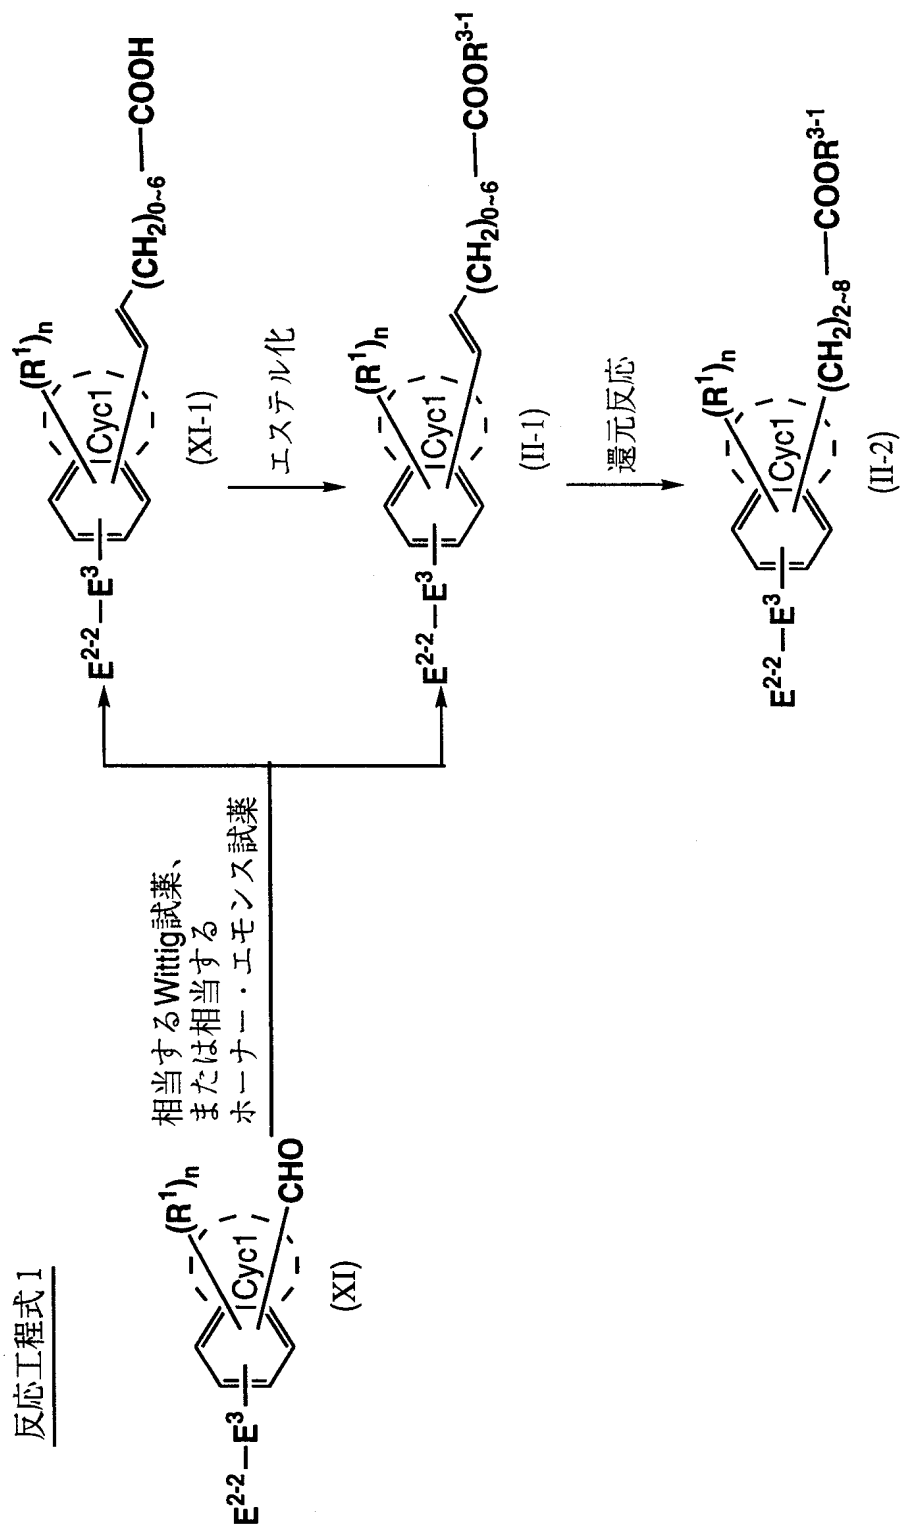 反応工程式1
E²⁻²—E³
(R¹)ₙ
Cyc1
CHO
(XI)
相当するWittig試薬、
または相当する
ホーナー・エモンス試薬
E²⁻²—E³
(R¹)ₙ
Cyc1
(CH₂)₀~₆—COOH
(XI-1)
エステル化
E²⁻²—E³
(R¹)ₙ
Cyc1
(CH₂)₀~₆—COOR³⁻¹
(II-1)
還元反応
E²⁻²—E³
(R¹)ₙ
Cyc1
(CH₂)₂~₈—COOR³⁻¹
(II-2)